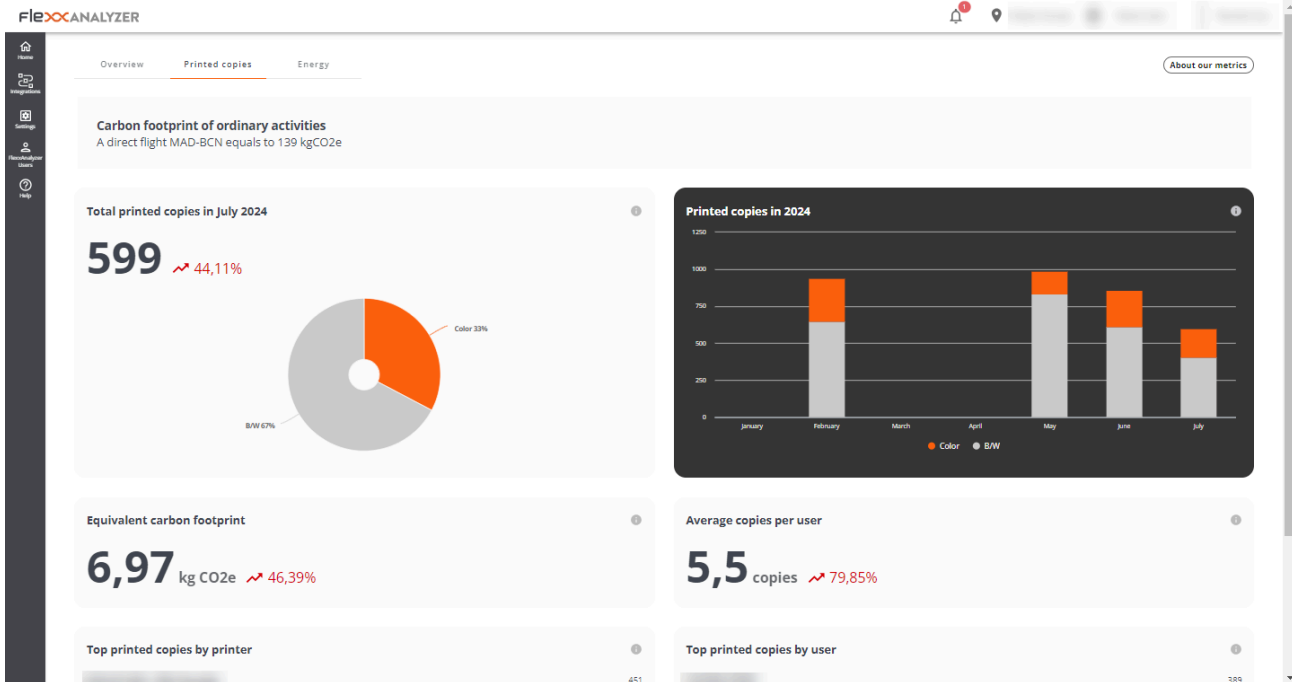 FlexxANALYZER
1
Home
Integrations
Settings
FlexxAnalyzer
Users
Help
Overview
Printed copies
Energy
About our metrics
Carbon footprint of ordinary activities
A direct flight MAD-BCN equals to 139 kgCO2e
Total printed copies in July 2024
599 44,11%
Color 33%
B/W 67%
Printed copies in 2024
1250
1000
750
500
250
0
January February March April May June July
Color B/W
Equivalent carbon footprint
6,97 kg CO2e 46,39%
Average copies per user
5,5 copies 79,85%
Top printed copies by printer
451
Top printed copies by user
389